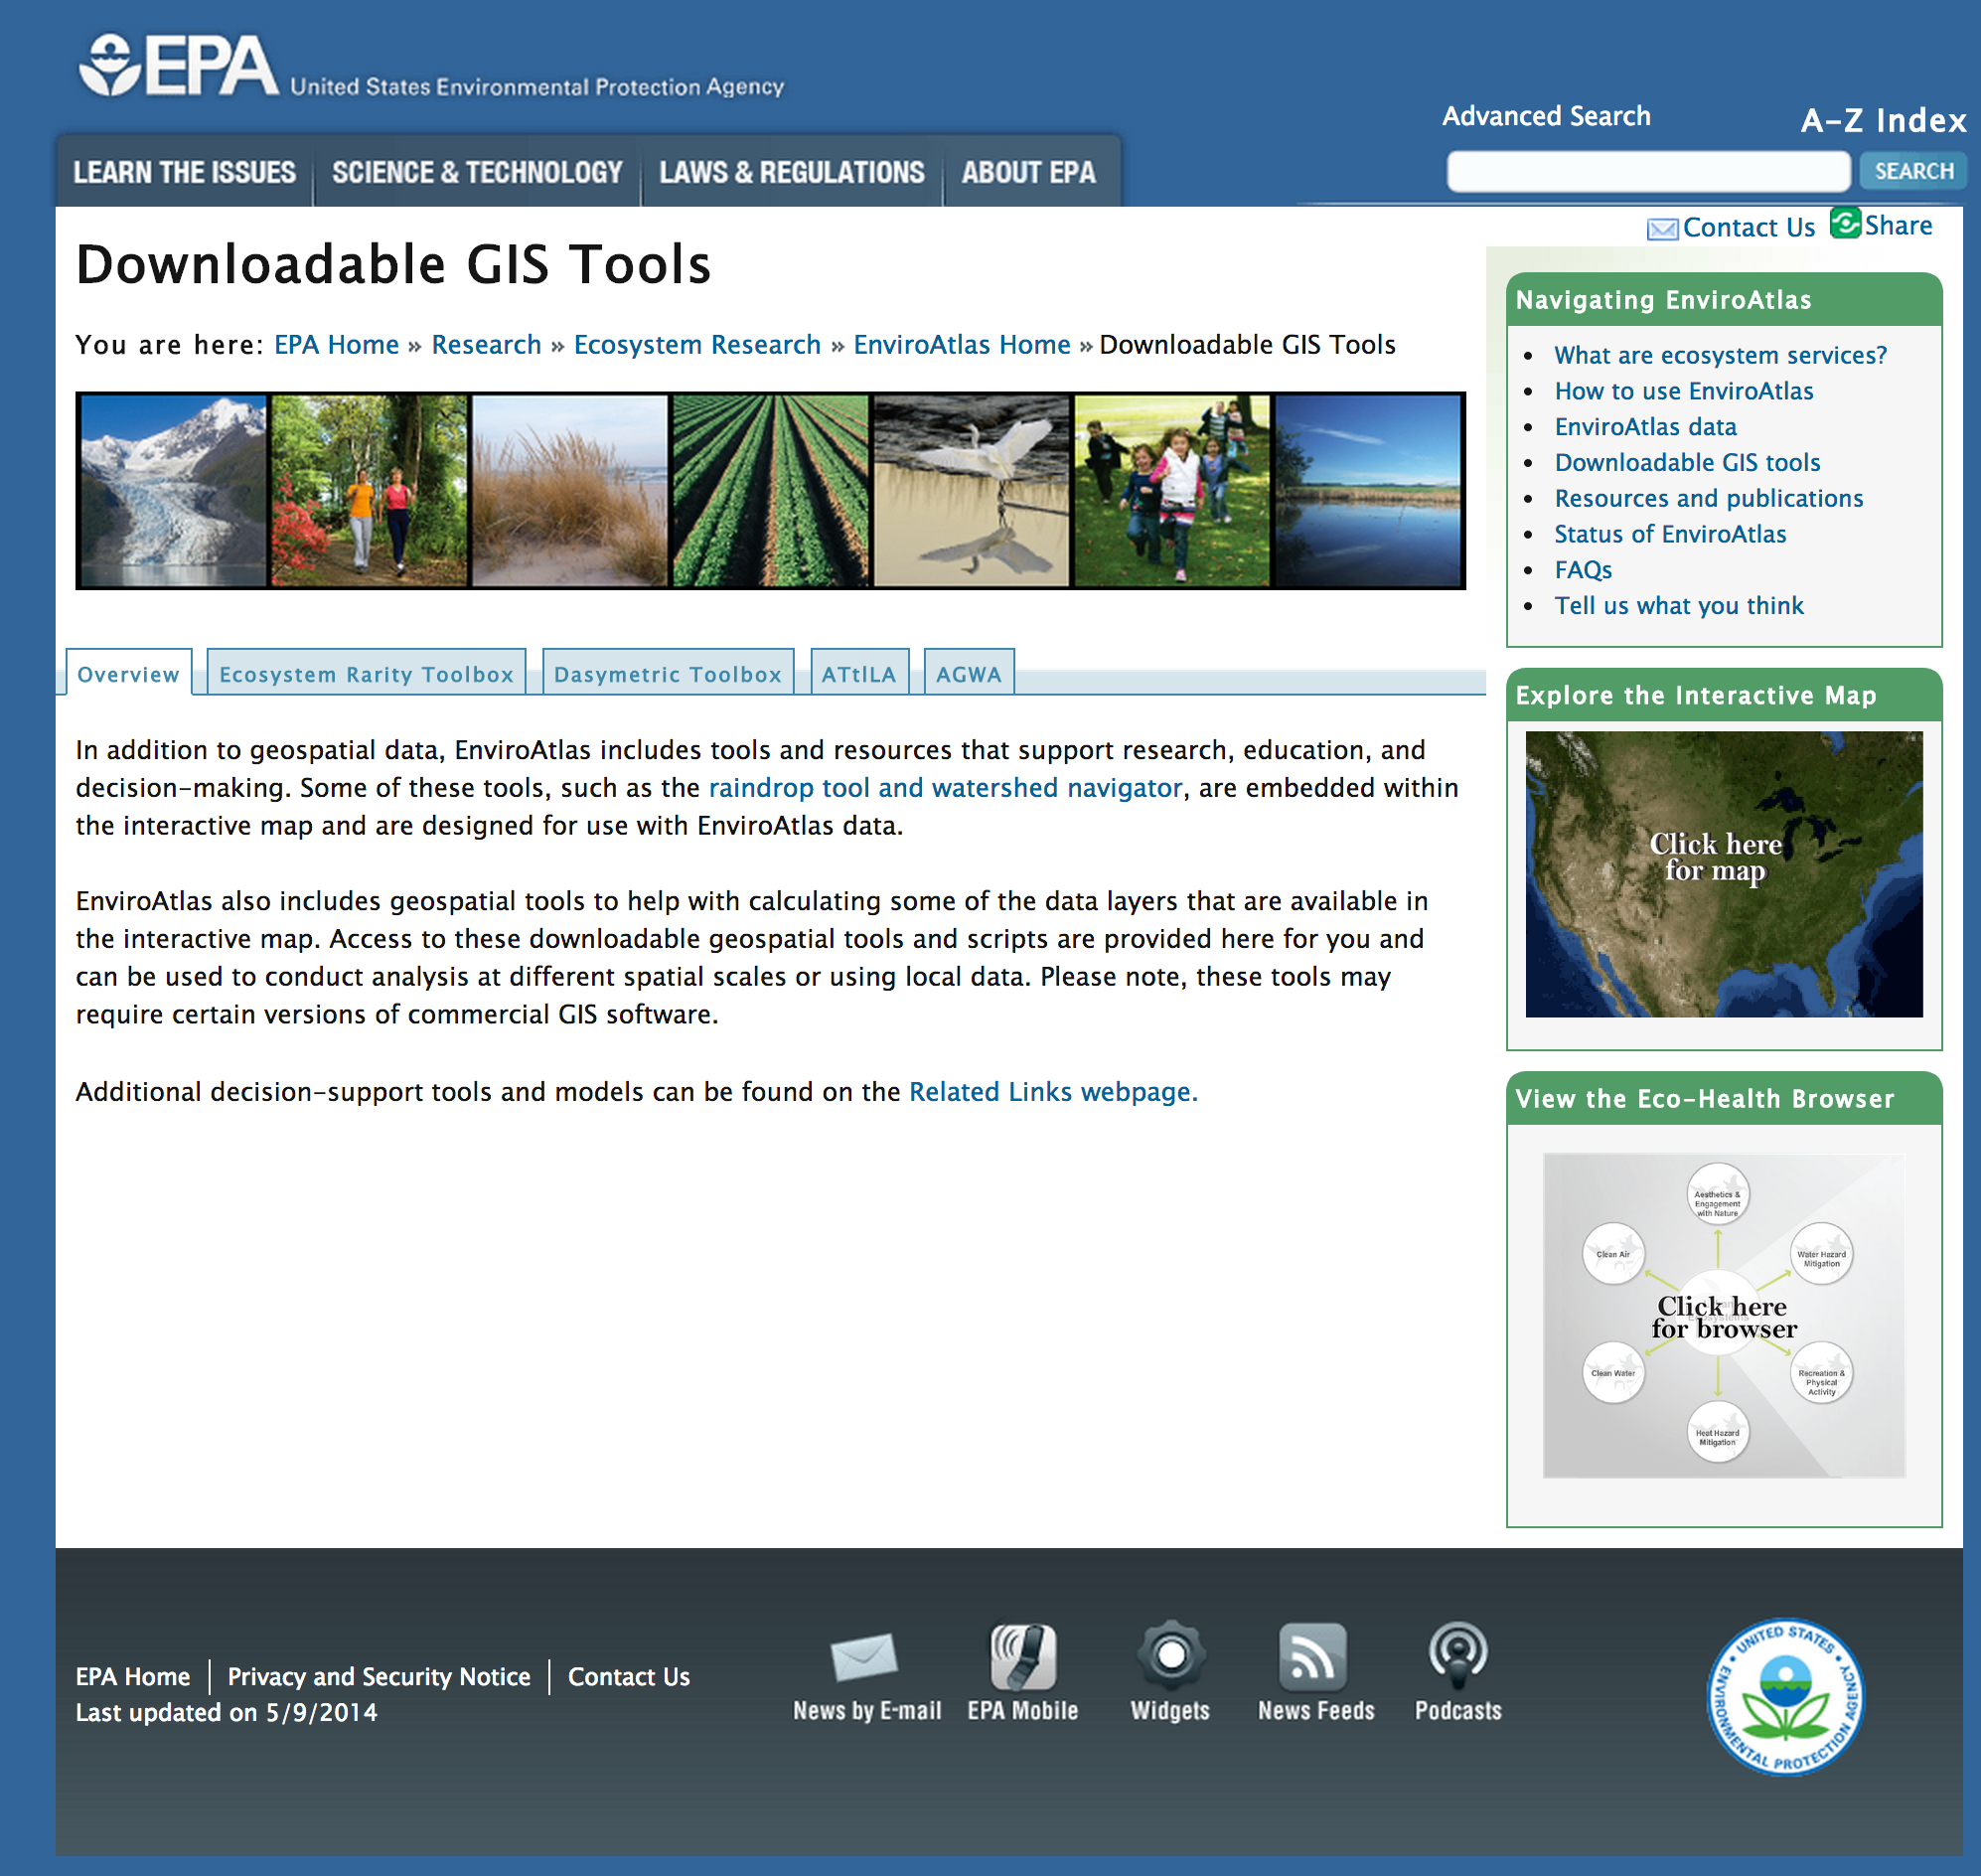 EPA United States Environmental Protection Agency
Advanced Search
A-Z Index
LEARN THE ISSUES
SCIENCE & TECHNOLOGY
LAWS & REGULATIONS
ABOUT EPA
SEARCH
Contact Us
Share
Downloadable GIS Tools
You are here: EPA Home » Research » Ecosystem Research » EnviroAtlas Home » Downloadable GIS Tools
Overview
Ecosystem Rarity Toolbox
Dasymetric Toolbox
ATtILA
AGWA
In addition to geospatial data, EnviroAtlas includes tools and resources that support research, education, and
decision-making. Some of these tools, such as the raindrop tool and watershed navigator, are embedded within
the interactive map and are designed for use with EnviroAtlas data.
EnviroAtlas also includes geospatial tools to help with calculating some of the data layers that are available in
the interactive map. Access to these downloadable geospatial tools and scripts are provided here for you and
can be used to conduct analysis at different spatial scales or using local data. Please note, these tools may
require certain versions of commercial GIS software.
Additional decision-support tools and models can be found on the Related Links webpage.
Navigating EnviroAtlas
• What are ecosystem services?
• How to use EnviroAtlas
• EnviroAtlas data
• Downloadable GIS tools
• Resources and publications
• Status of EnviroAtlas
• FAQs
• Tell us what you think
Explore the Interactive Map
Click here
for map
View the Eco-Health Browser
Aesthetics &
Engagement
with Nature
Clean Air
Water Hazard
Mitigation
Click here
for browser
Clean Water
Recreation &
Physical
Activity
Heat Hazard
Mitigation
EPA Home | Privacy and Security Notice | Contact Us
Last updated on 5/9/2014
News by E-mail
EPA Mobile
Widgets
News Feeds
Podcasts
UNITED STATES
ENVIRONMENTAL PROTECTION AGENCY